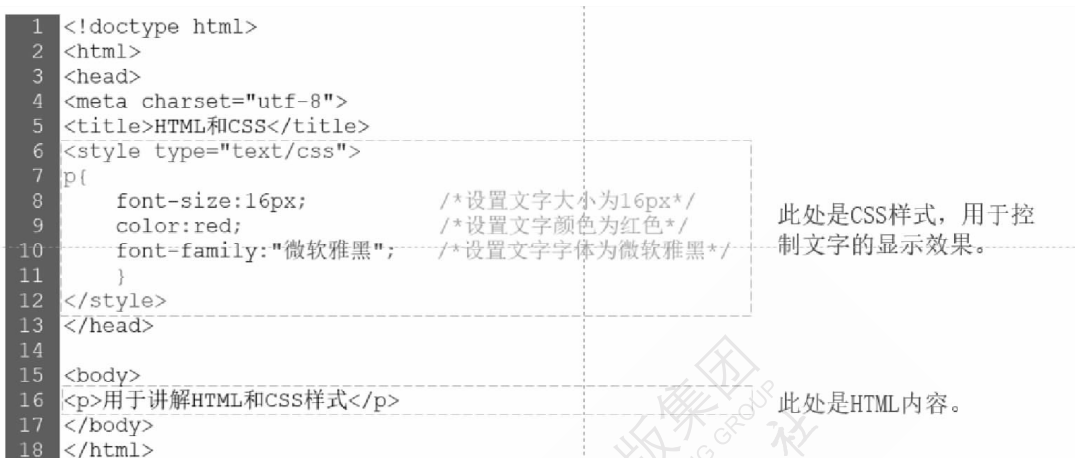 1 <!doctype html>
2 <html>
3 <head>
4 <meta charset="utf-8">
5 <title>HTML和CSS</title>
6 <style type="text/css">
7 p{
8 font-size:16px; /*设置文字大小为16px*/
9 color:red; /*设置文字颜色为红色*/
10 font-family:"微软雅黑"; /*设置文字字体为微软雅黑*/
11 }
12 </style>
13 </head>
14
15 <body>
16 <p>用于讲解HTML和CSS样式</p>
17 </body>
18 </html>
此处是CSS样式，用于控
制文字的显示效果。
此处是HTML内容。
版集团
GROUP
社